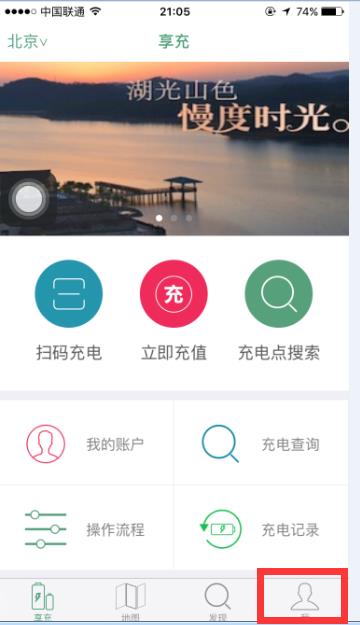 中国联通 21:05 74%
北京 享充
湖光山色
慢度时光。
充
扫码充电 立即充值 充电点搜索
我的账户 充电查询
操作流程 充电记录
享充 地图 发现 我